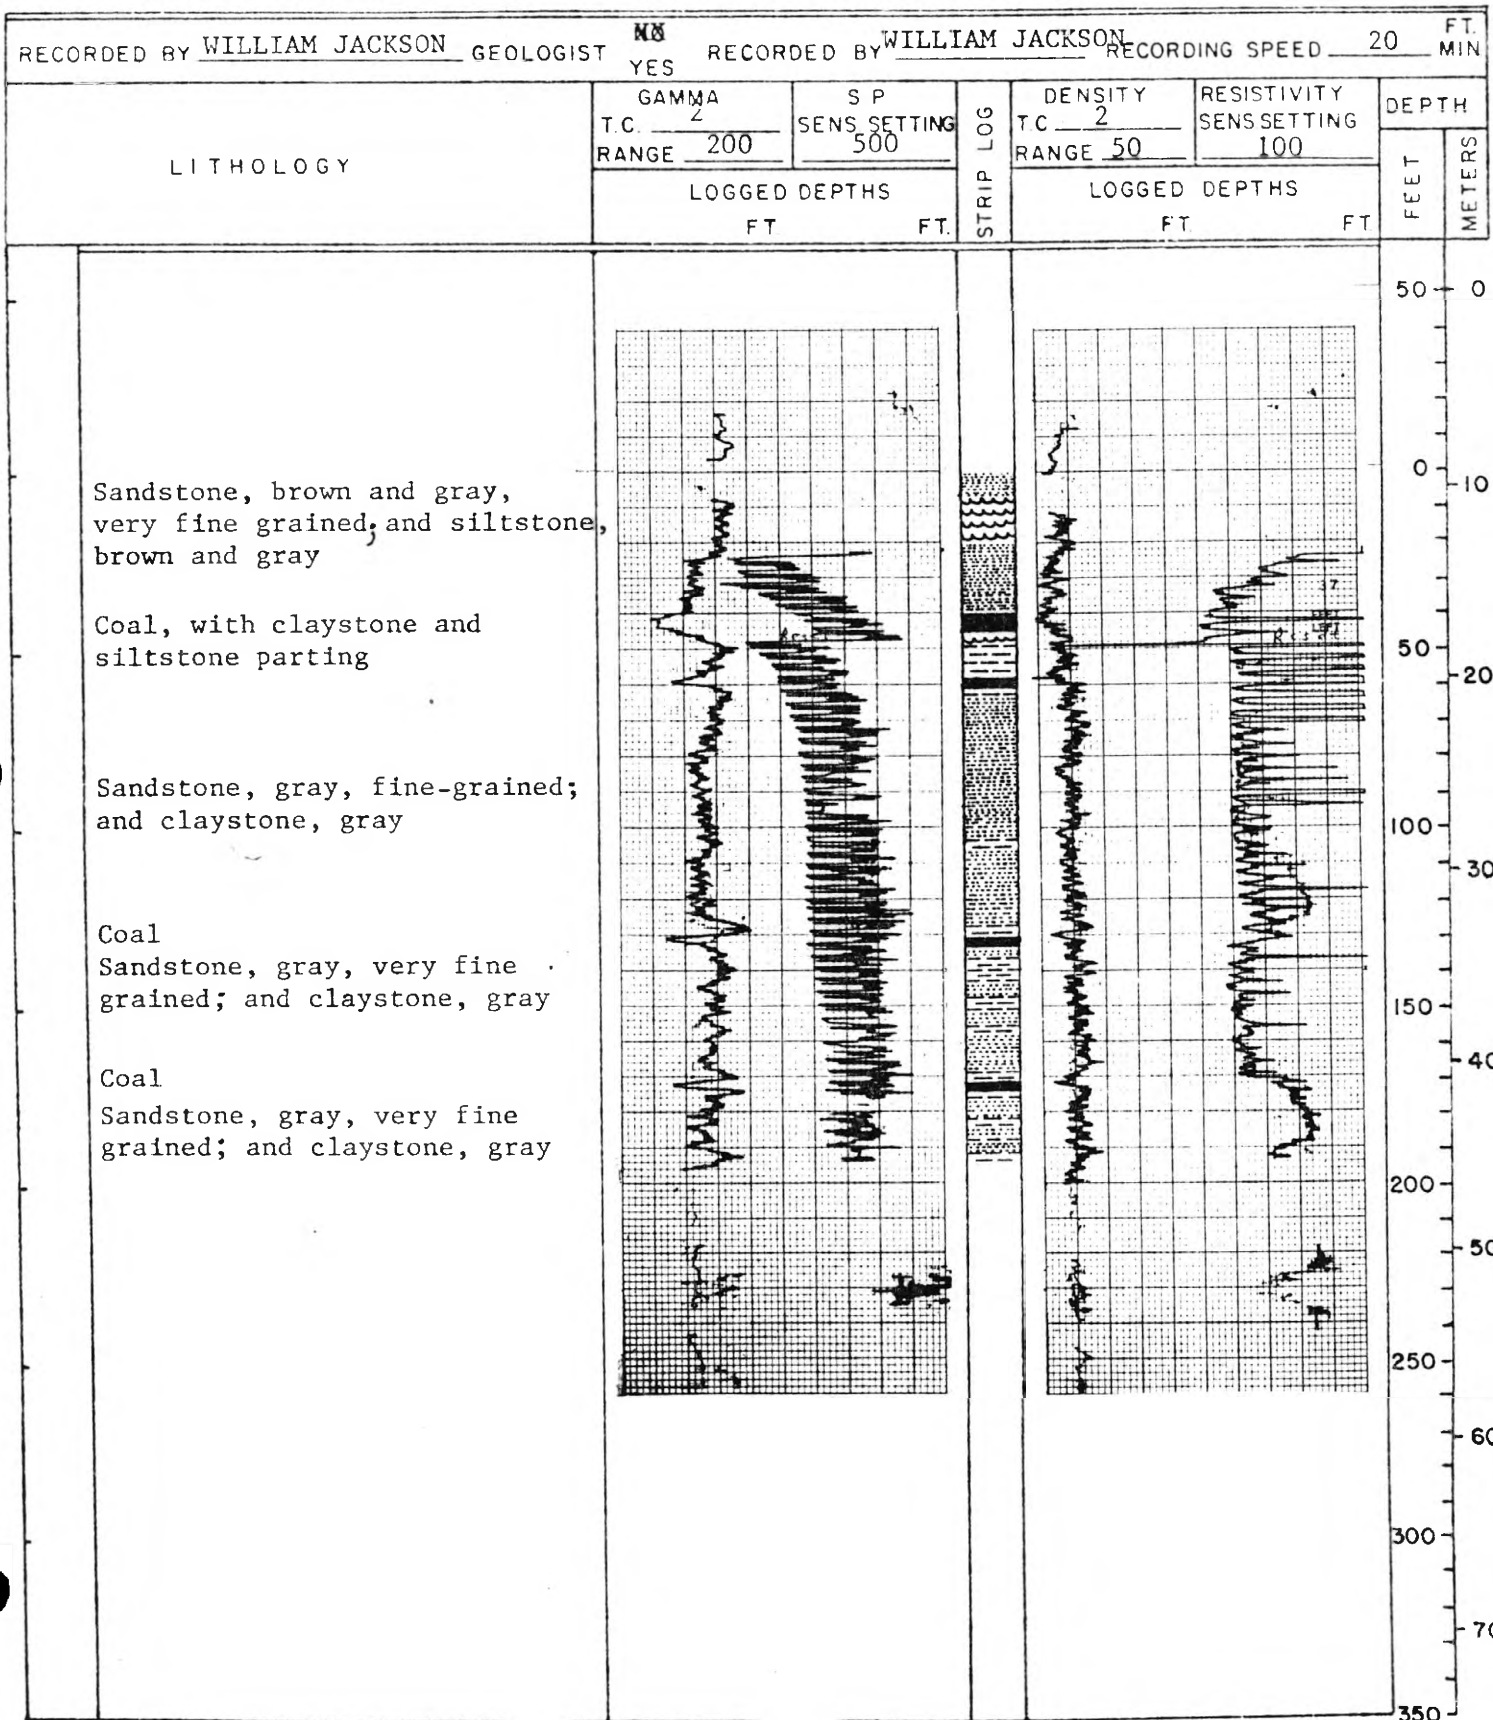 RECORDED BY WILLIAM JACKSON GEOLOGIST YES RECORDED BY WILLIAM JACKSON RECORDING SPEED 20 FT. MIN
LITHOLOGY
GAMMA
T.C. 2
RANGE 200
S P
SENS SETTING
500
LOGGED DEPTHS
FT FT.
STRIP LOG
DENSITY
T.C 2
RANGE 50
RESISTIVITY
SENS SETTING
100
LOGGED DEPTHS
FT. FT
DEPTH
FEET
METERS
50 0
0
10
Sandstone, brown and gray,
very fine grained; and siltstone,
brown and gray
Coal, with claystone and
siltstone parting
50
20
Sandstone, gray, fine-grained;
and claystone, gray
100
30
Coal
Sandstone, gray, very fine
grained; and claystone, gray
150
40
Coal
Sandstone, gray, very fine
grained; and claystone, gray
200
50
250
60
300
70
350